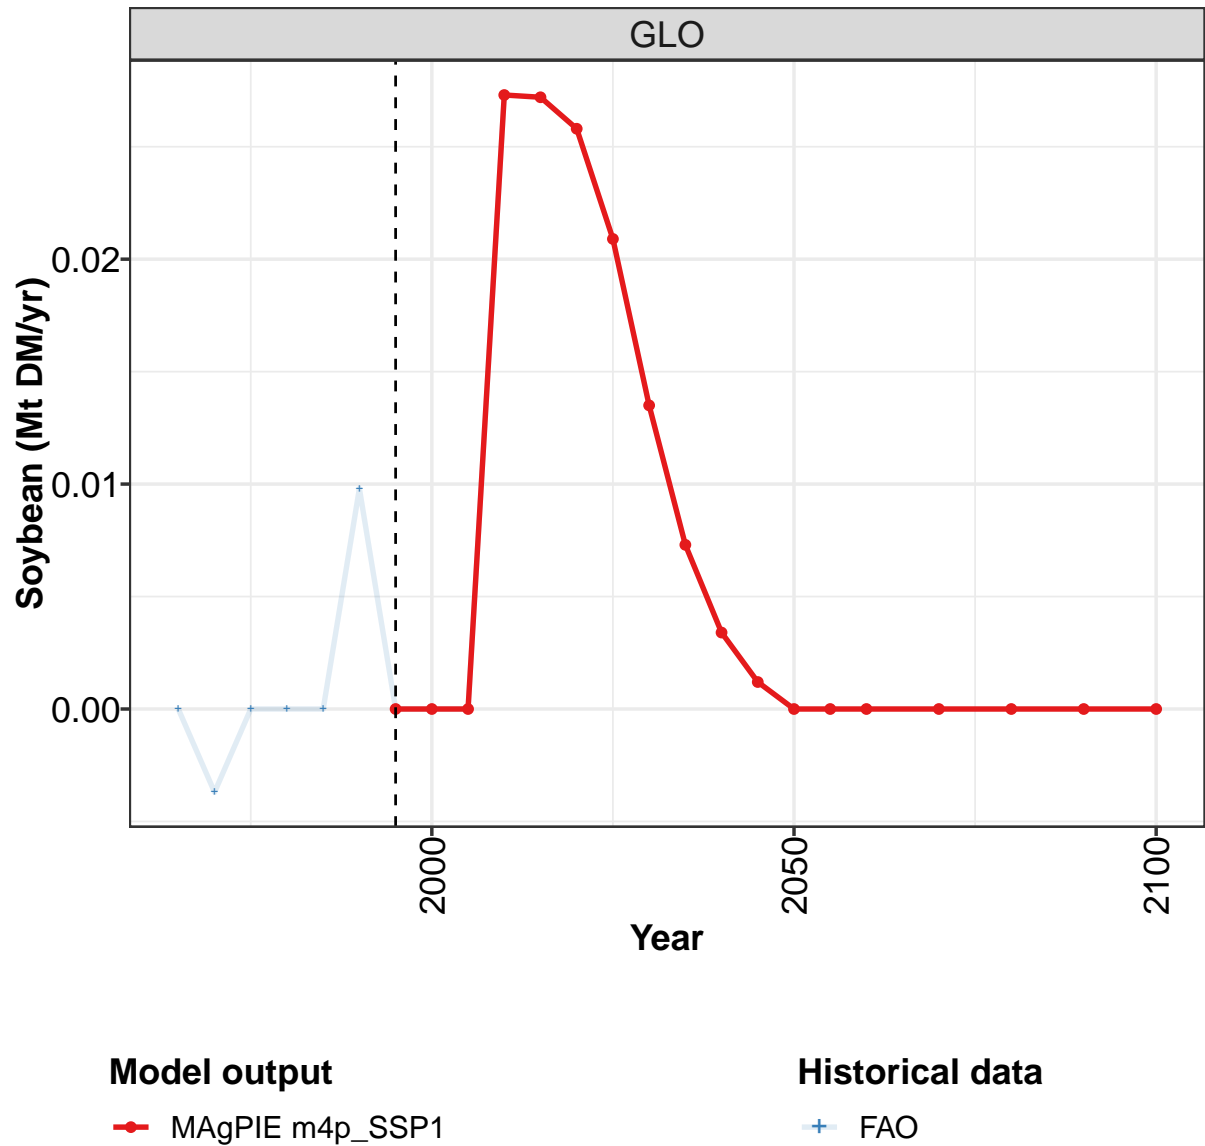 GLO
Soybean (Mt DM/yr)
0.02
0.01
0.00
2000
2050
2100
Year
Model output
MAgPIE m4p_SSP1
Historical data
FAO